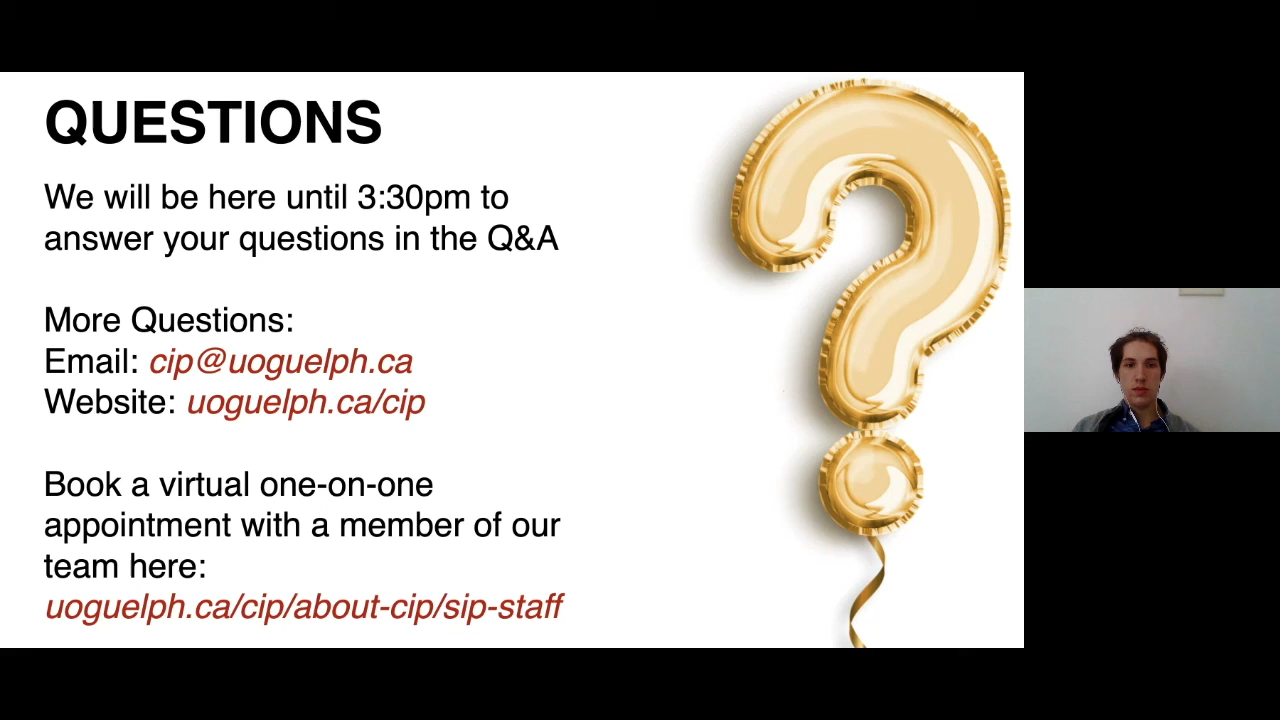 QUESTIONS
We will be here until 3:30pm to
answer your questions in the Q&A
More Questions:
Email: cip@uoguelph.ca
Website: uoguelph.ca/cip
Book a virtual one-on-one
appointment with a member of our
team here:
uoguelph.ca/cip/about-cip/sip-staff